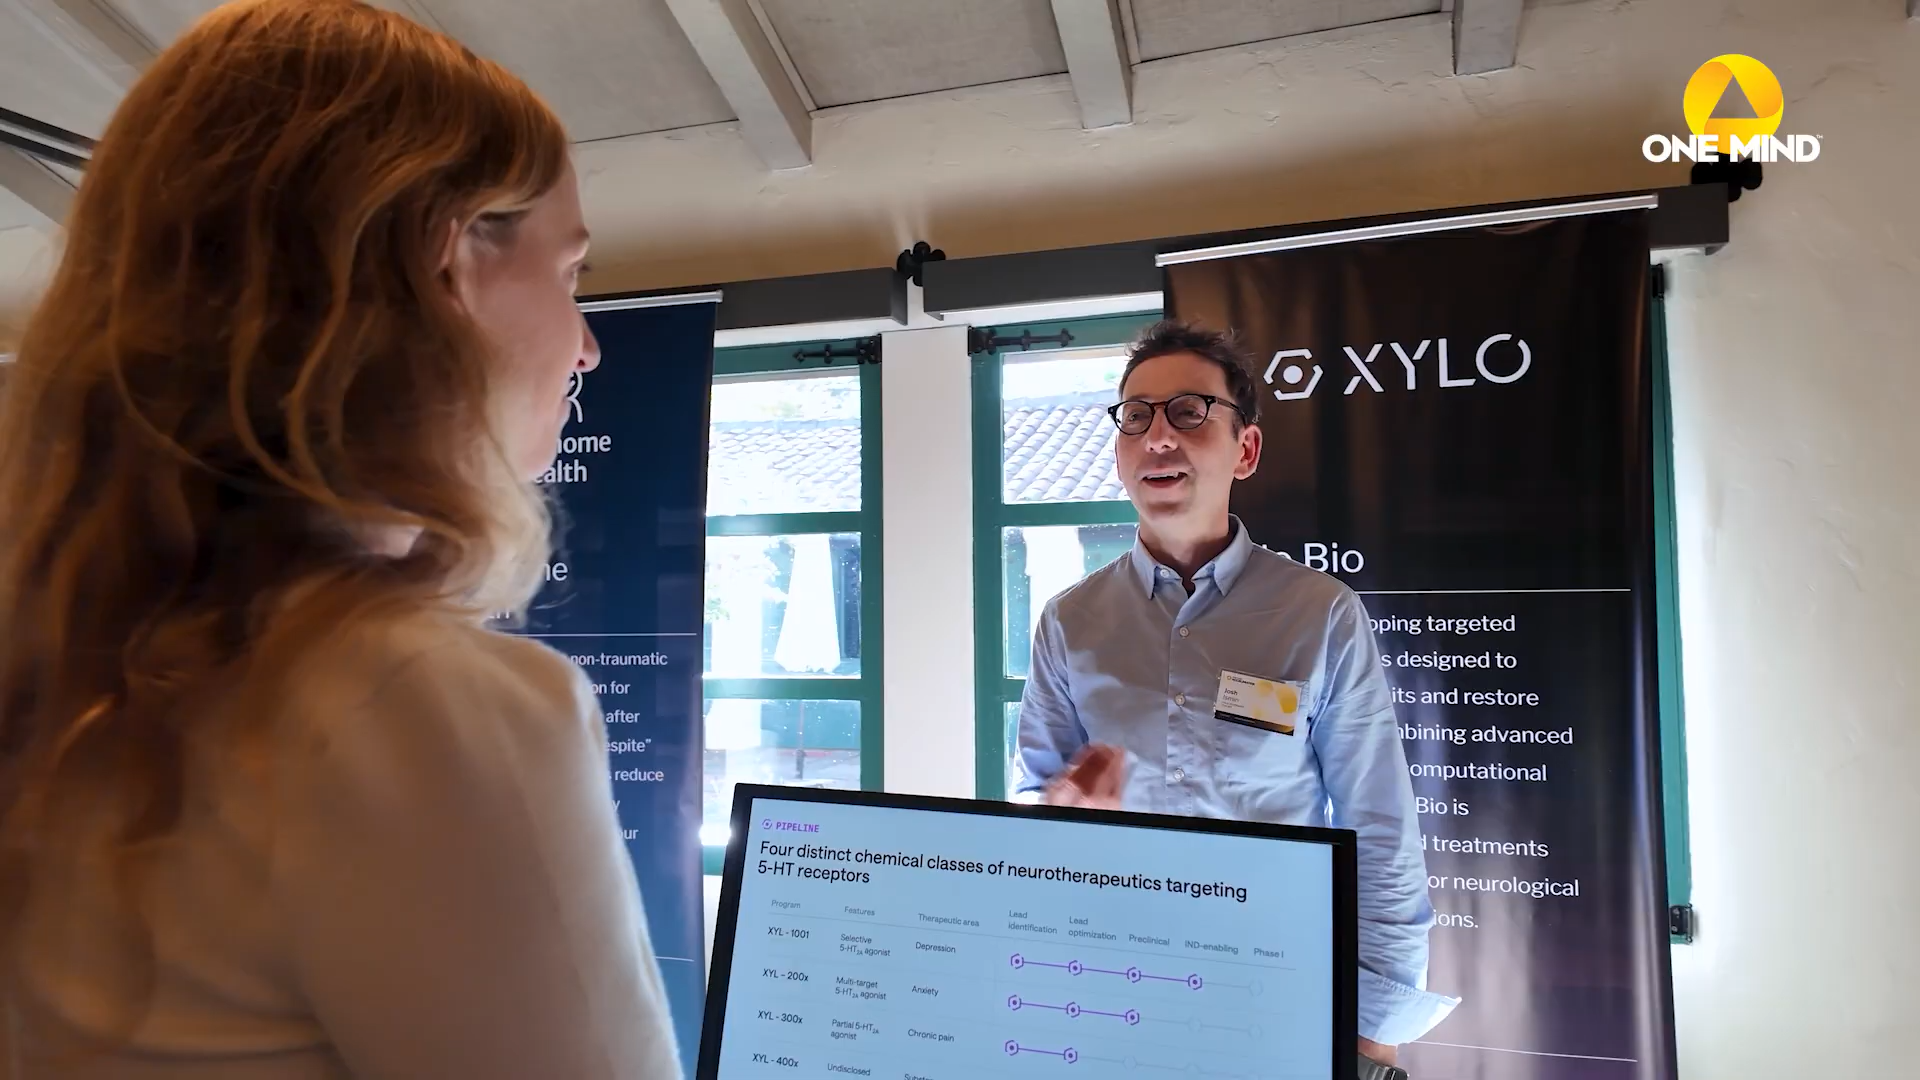 ONE MIND
XYLO
Bio
oping targeted
s designed to
its and restore
bining advanced
omputational
Bio is
treatments
or neurological
ions.
ome
alth
ne
non-traumatic
on for
after
espite"
s reduce
y
ur
Josh
PIPELINE
Four distinct chemical classes of neurotherapeutics targeting
5-HT receptors
Program Features Therapeutic area Lead identification Lead optimization Preclinical IND-enabling Phase I
XYL - 1001 Selective 5-HT2A agonist Depression
XYL - 200x Multi-target 5-HT2A agonist Anxiety
XYL - 300x Partial 5-HT2A agonist Chronic pain
XYL - 400x Undisclosed